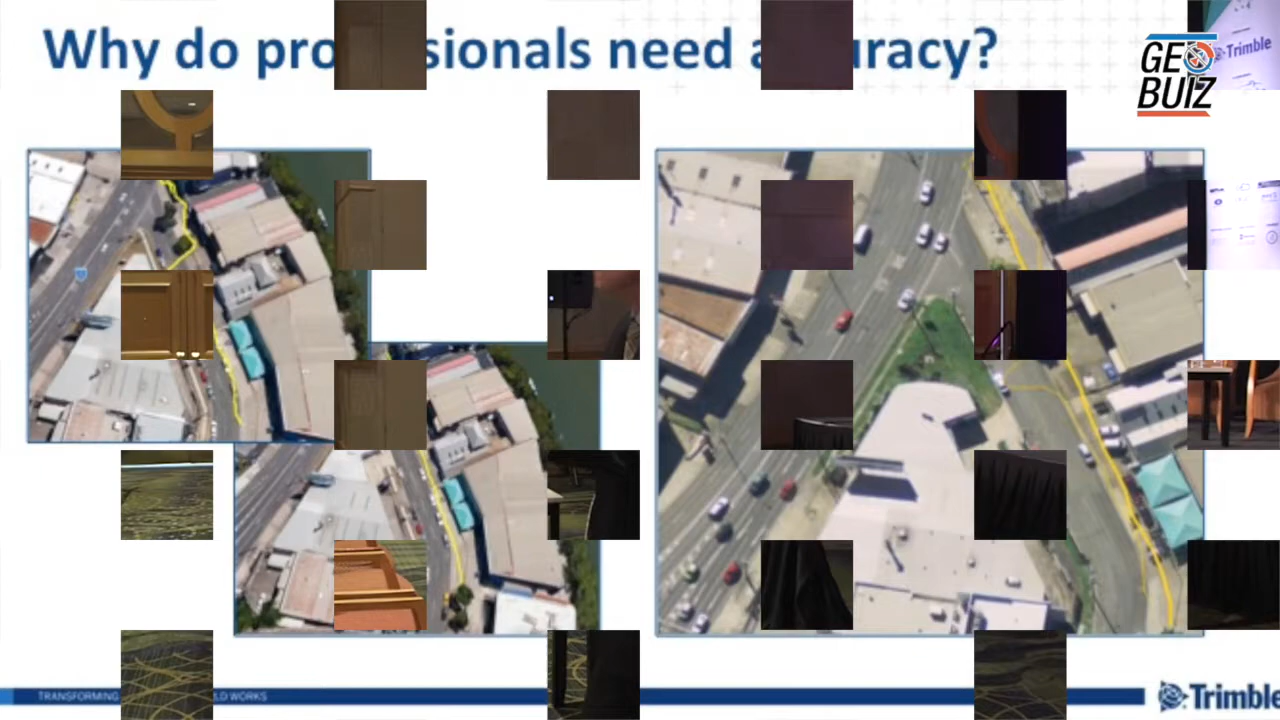 Why do pro sionals need a uracy?
Trimble
GEO
BUIZ
TRANSFORMING LD WORKS
Trimble